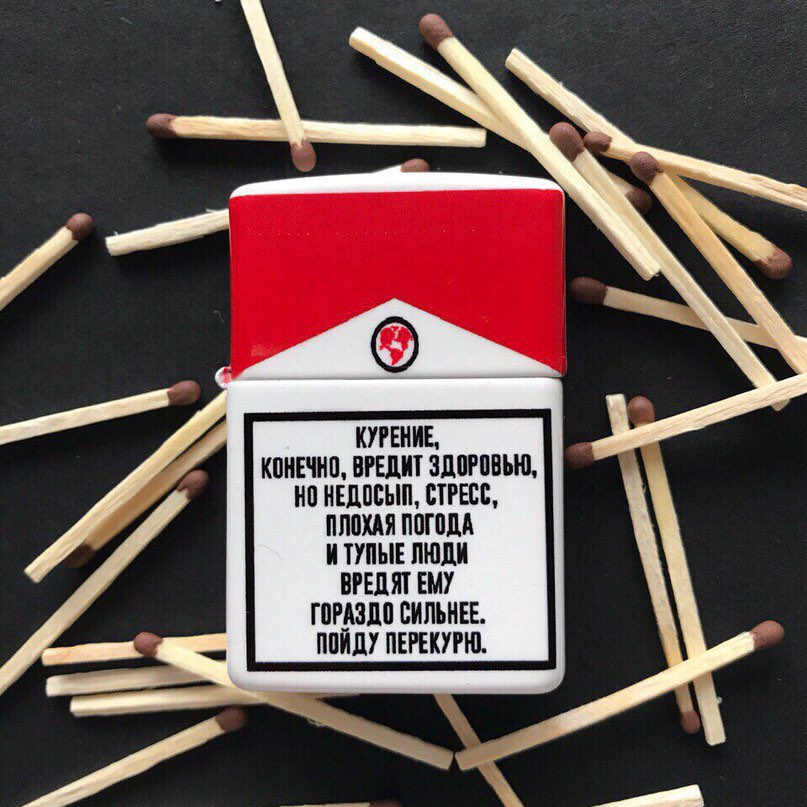 КУРЕНИЕ,
КОНЕЧНО, ВРЕДИТ ЗДОРОВЬЮ,
НО НЕДОСЫП, СТРЕСС,
ПЛОХАЯ ПОГОДА
И ТУПЫЕ ЛЮДИ
ВРЕДЯТ ЕМУ
ГОРАЗДО СИЛЬНЕЕ.
ПОЙДУ ПЕРЕКУРЮ.